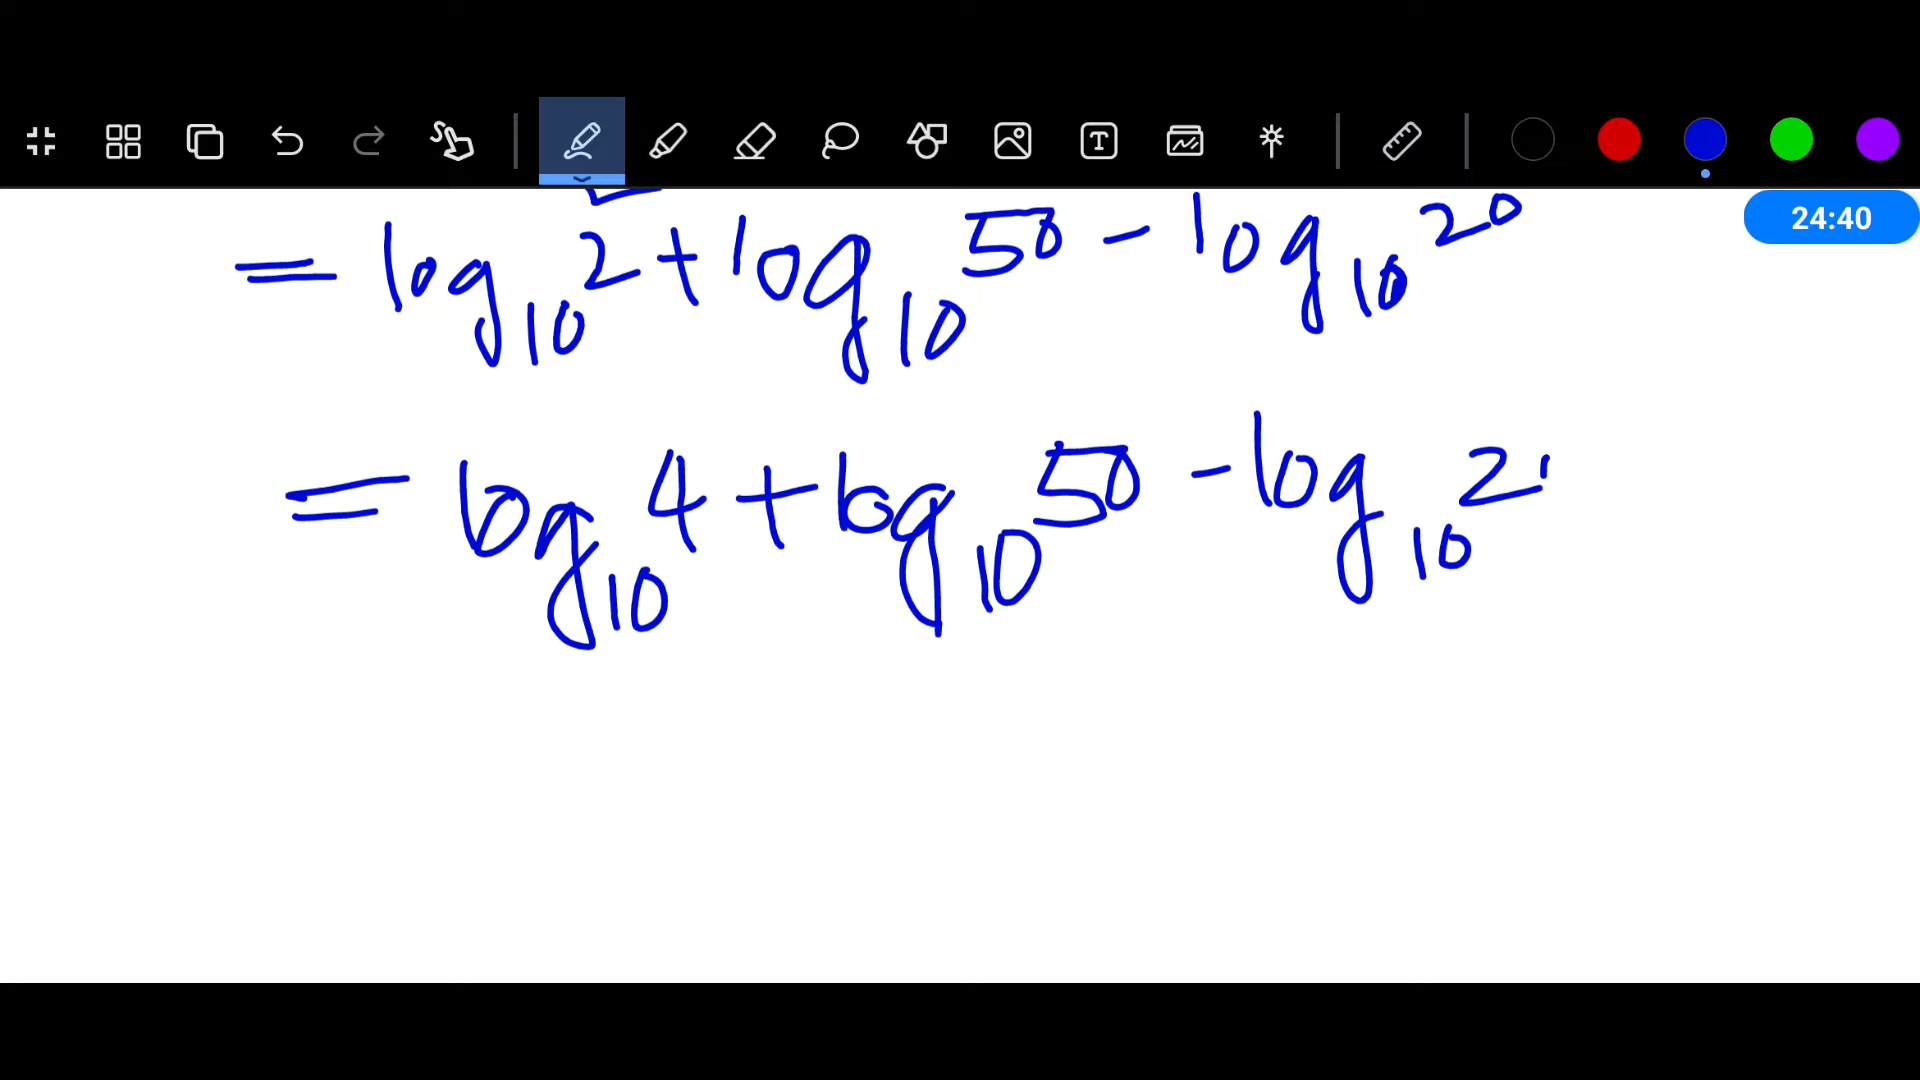 24:40
= log₁₀ 2 + log₁₀ 50 - log₁₀ 20
= log₁₀ 4 + log₁₀ 50 - log₁₀ 2